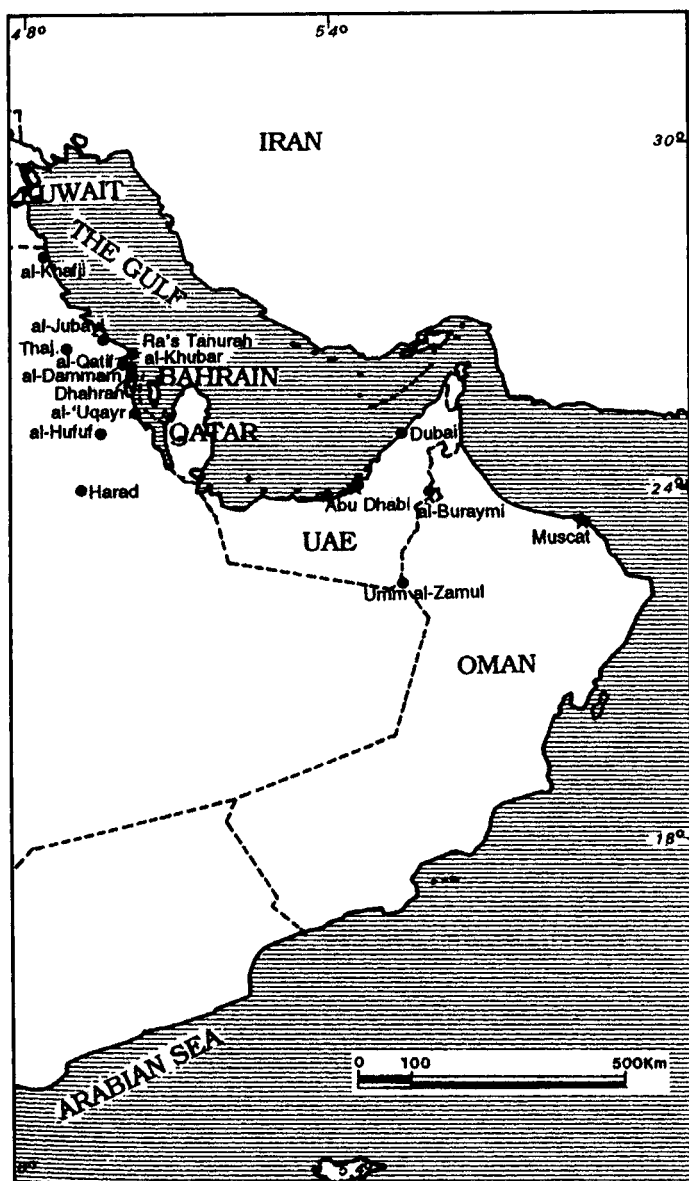 48°
54°
IRAN
30°
UWAIT
THE GULF
al-Khafji
al-Jubayl
Ra's Tanurah
Thaj
al-Qatif
al-Khubar
al-Dammam
BAHRAIN
Dhahran
al-'Uqayr
QATAR
al-Hufuf
Dubai
Harad
24°
Abu Dhabi
al-Buraymi
UAE
Muscat
Umm al-Zamul
OMAN
18°
ARABIAN SEA
0 100 500Km